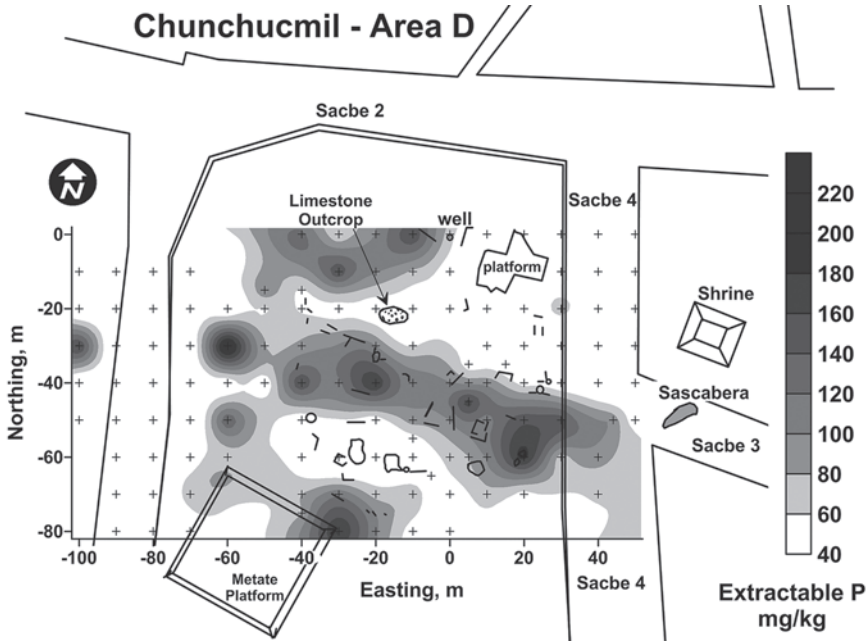 Chunchucmil - Area D
Sacbe 2
N
Limestone
Outcrop
well
Sacbe 4
platform
Shrine
Sascabera
Sacbe 3
Metate
Platform
Sacbe 4
Northing, m
0
-20
-40
-60
-80
-100
-80
-60
-40
-20
0
20
40
Easting, m
220
200
180
160
140
120
100
80
60
40
Extractable P
mg/kg